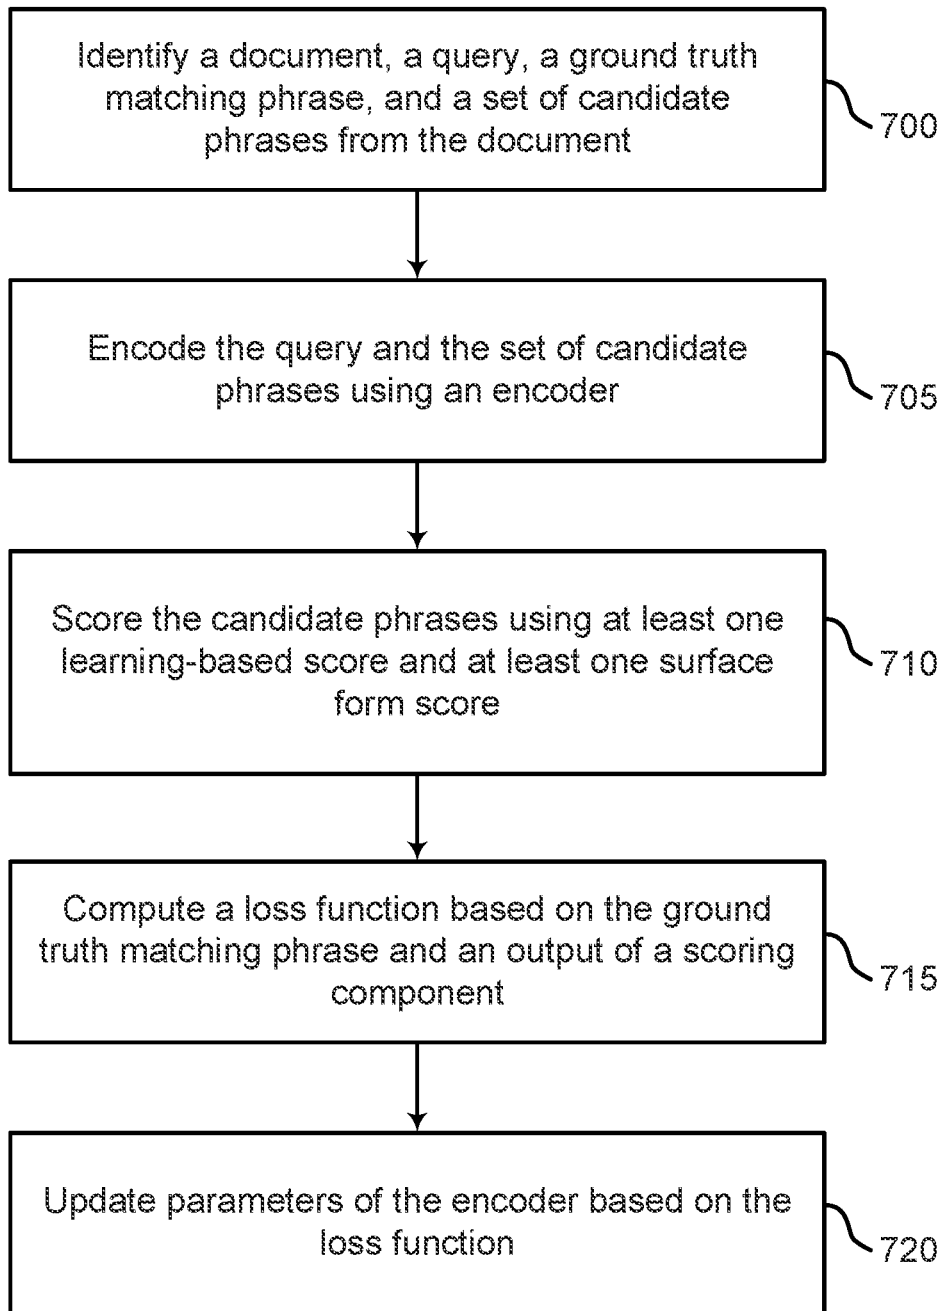 Identify a document, a query, a ground truth
matching phrase, and a set of candidate
phrases from the document
700
Encode the query and the set of candidate
phrases using an encoder
705
Score the candidate phrases using at least one
learning-based score and at least one surface
form score
710
Compute a loss function based on the ground
truth matching phrase and an output of a scoring
component
715
Update parameters of the encoder based on the
loss function
720